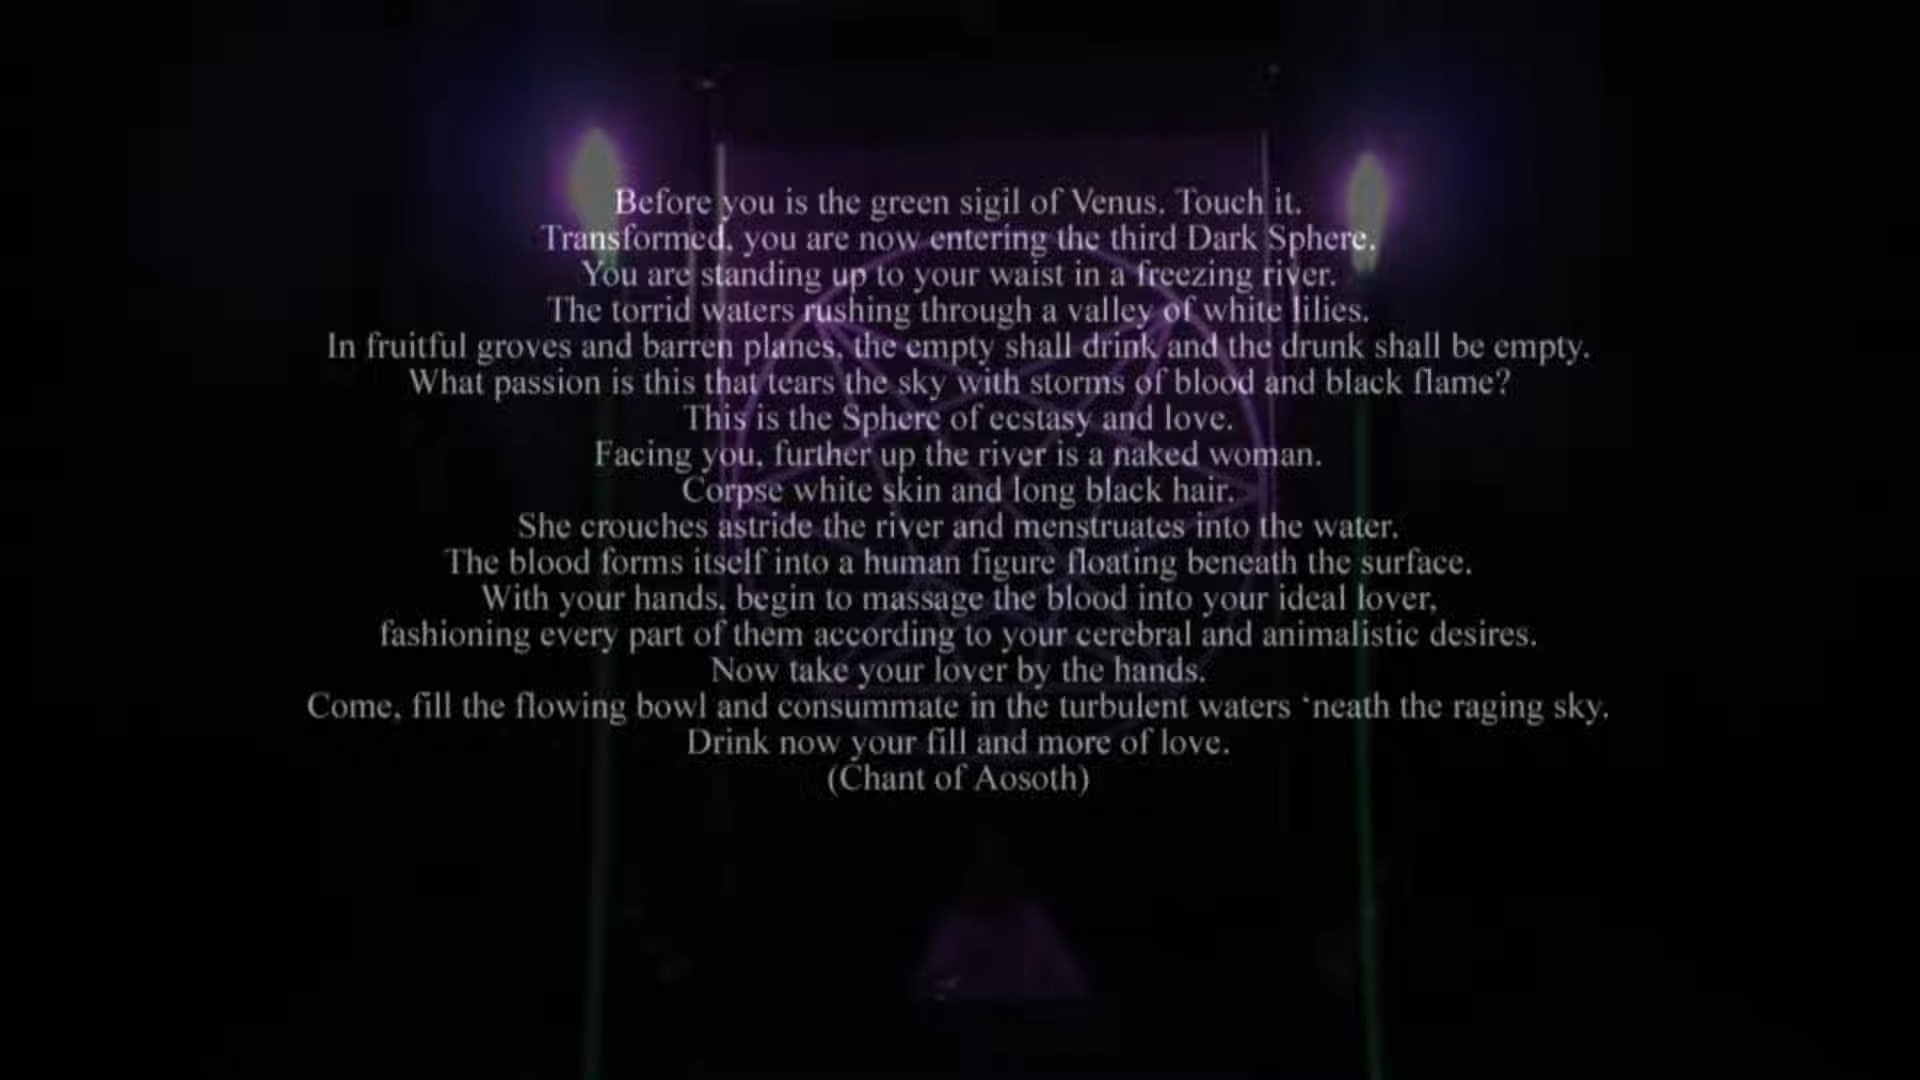 Before you is the green sigil of Venus. Touch it.
Transformed, you are now entering the third Dark Sphere.
You are standing up to your waist in a freezing river.
The torrid waters rushing through a valley of white lilies.
In fruitful groves and barren planes, the empty shall drink and the drunk shall be empty.
What passion is this that tears the sky with storms of blood and black flame?
This is the Sphere of ecstasy and love.
Facing you, further up the river is a naked woman.
Corpse white skin and long black hair.
She crouches astride the river and menstruates into the water.
The blood forms itself into a human figure floating beneath the surface.
With your hands, begin to massage the blood into your ideal lover,
fashioning every part of them according to your cerebral and animalistic desires.
Now take your lover by the hands.
Come, fill the flowing bowl and consummate in the turbulent waters ‘neath the raging sky.
Drink now your fill and more of love.
(Chant of Aosoth)